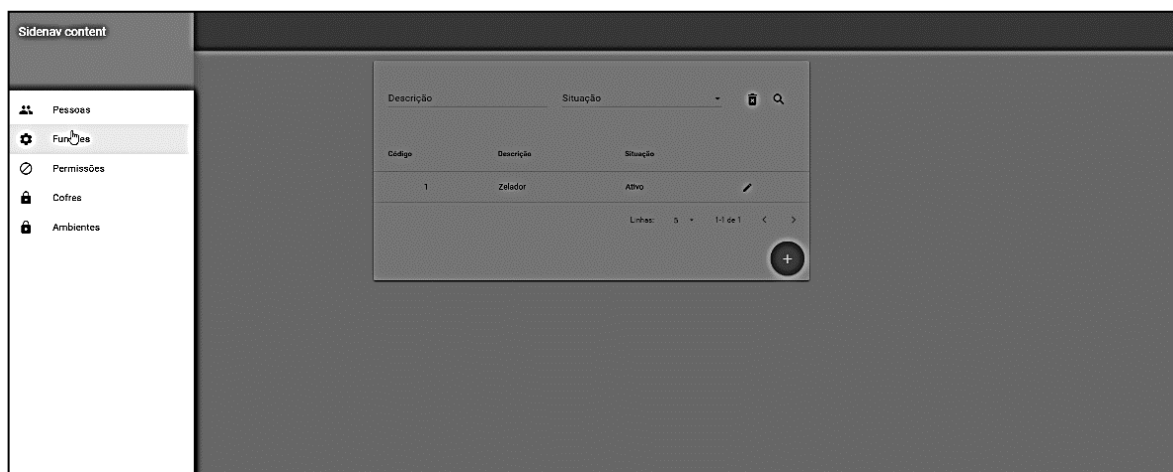 Sidenav content
Pessoas
Funções
Permissões
Cofres
Ambientes
Descrição Situação
Código Descrição Situação
1 Zelador Ativo
Linhas: 5 1-1 de 1